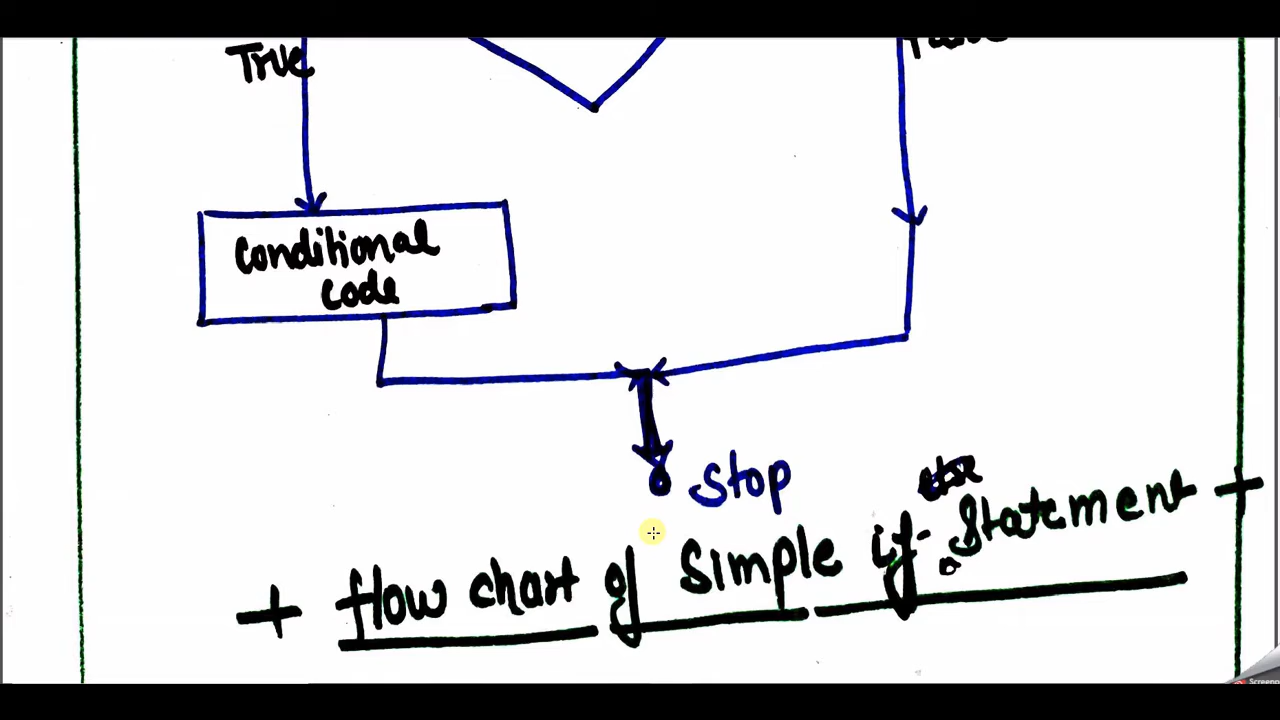 True
Conditional
code
Stop
flow chart of simple if- Statement